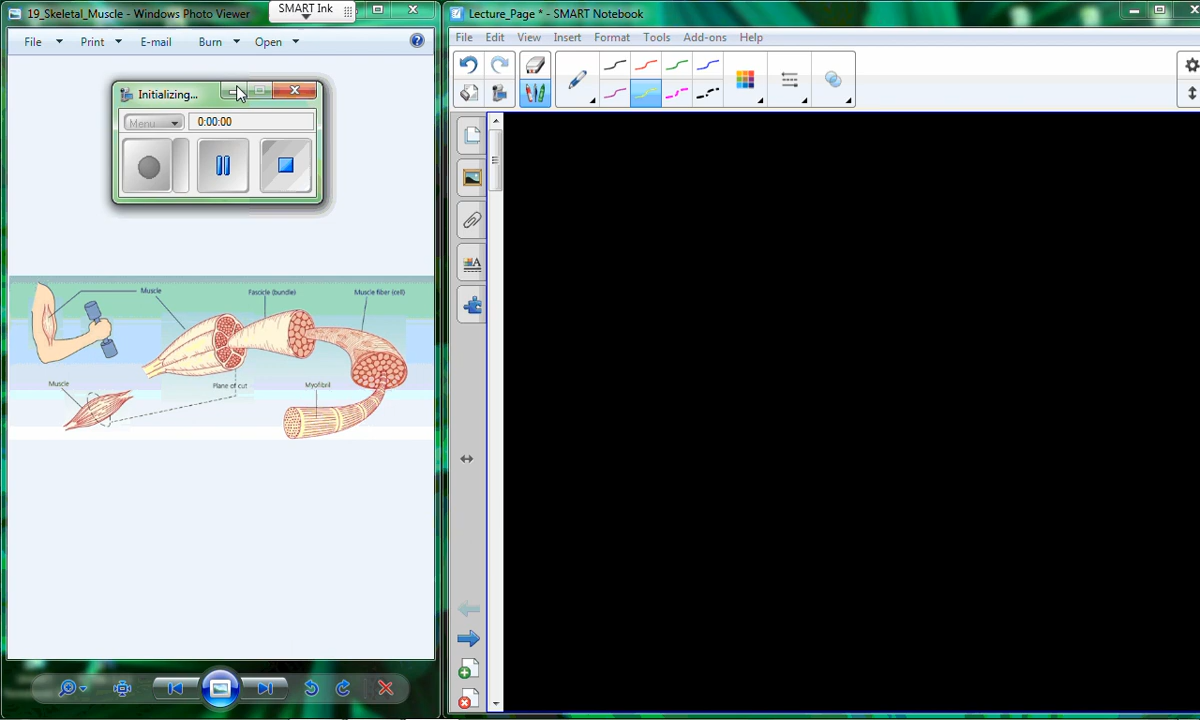 19_Skeletal_Muscle - Windows Photo Viewer
SMART Ink
File Print E-mail Burn Open
Initializing...
Menu 0:00:00
Muscle
Fascicle (bundle)
Muscle fiber (cell)
Muscle
Plane of cut
Myofibril
Lecture_Page * - SMART Notebook
File Edit View Insert Format Tools Add-ons Help